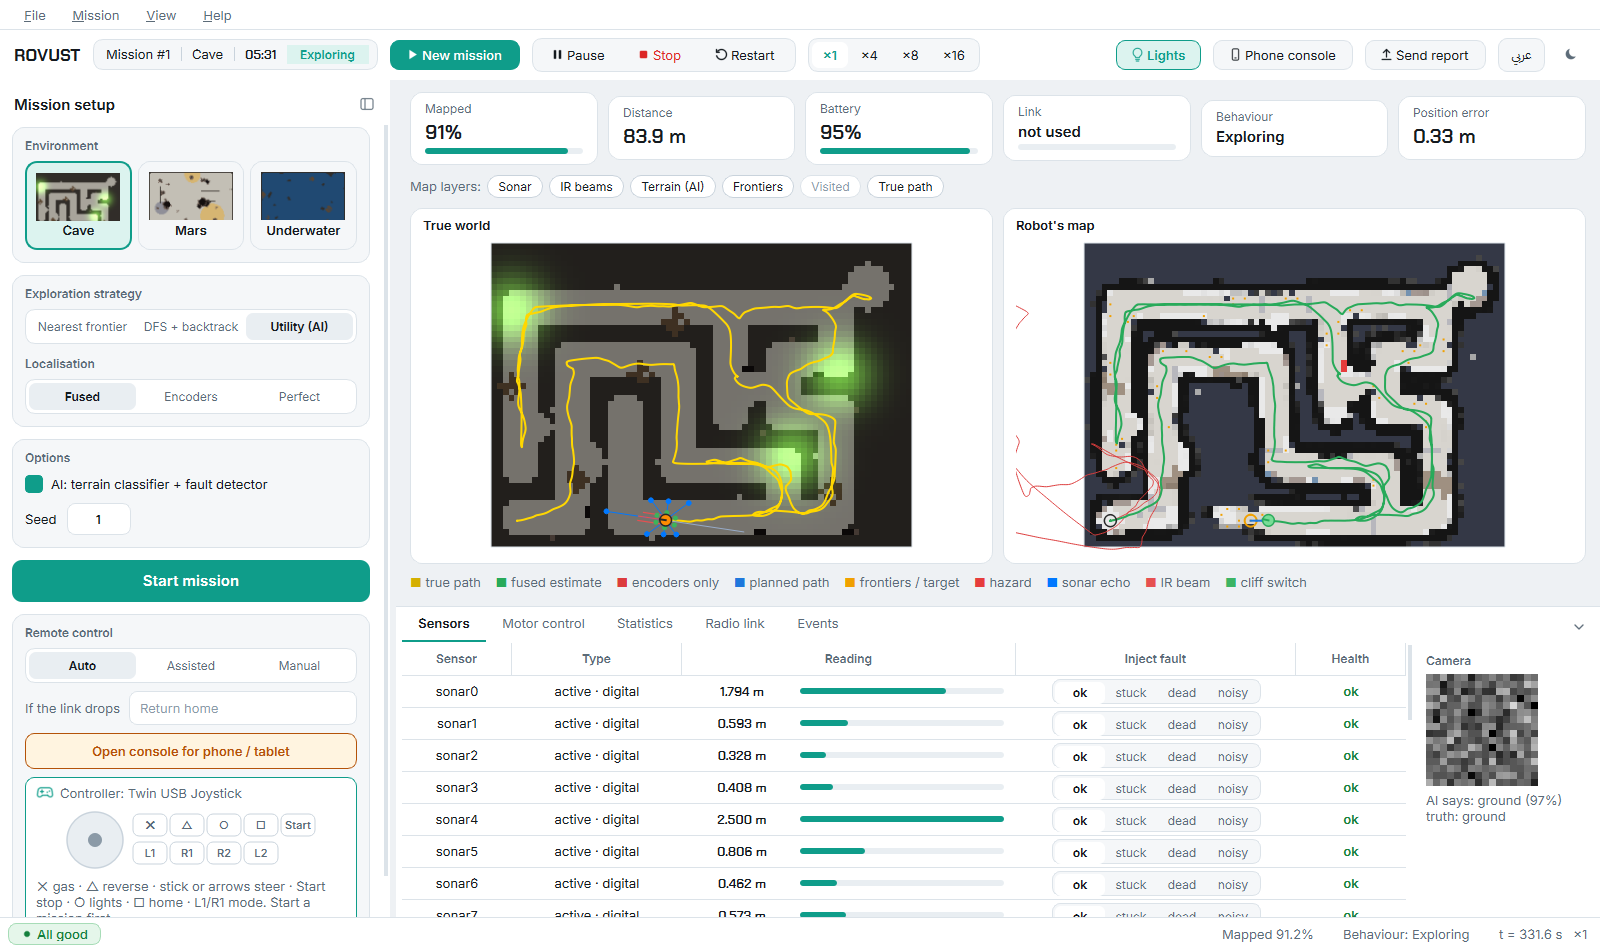 File Mission View Help
ROVUST Mission #1 Cave 05:31 Exploring New mission Pause Stop Restart ×1 ×4 ×8 ×16 Lights Phone console Send report عربي
Mission setup
Environment
Cave Mars Underwater
Exploration strategy
Nearest frontier DFS + backtrack Utility (AI)
Localisation
Fused Encoders Perfect
Options
AI: terrain classifier + fault detector
Seed 1
Start mission
Remote control
Auto Assisted Manual
If the link drops Return home
Open console for phone / tablet
Controller: Twin USB Joystick
Start
L1 R1 R2 L2
✕ gas · △ reverse · stick or arrows steer · Start
stop · ○ lights · □ home · L1/R1 mode. Start a
mission first
Mapped
91%
Distance
83.9 m
Battery
95%
Link
not used
Behaviour
Exploring
Position error
0.33 m
Map layers: Sonar IR beams Terrain (AI) Frontiers Visited True path
True world
Robot's map
true path fused estimate encoders only planned path frontiers / target hazard sonar echo IR beam cliff switch
Sensors Motor control Statistics Radio link Events
Sensor Type Reading Inject fault Health
sonar0 active · digital 1.794 m ok stuck dead noisy ok
sonar1 active · digital 0.593 m ok stuck dead noisy ok
sonar2 active · digital 0.328 m ok stuck dead noisy ok
sonar3 active · digital 0.408 m ok stuck dead noisy ok
sonar4 active · digital 2.500 m ok stuck dead noisy ok
sonar5 active · digital 0.806 m ok stuck dead noisy ok
sonar6 active · digital 0.462 m ok stuck dead noisy ok
sonar7 active · digital 0.573 m ok stuck dead noisy ok
Camera
AI says: ground (97%)
truth: ground
All good Mapped 91.2% Behaviour: Exploring t = 331.6 s ×1